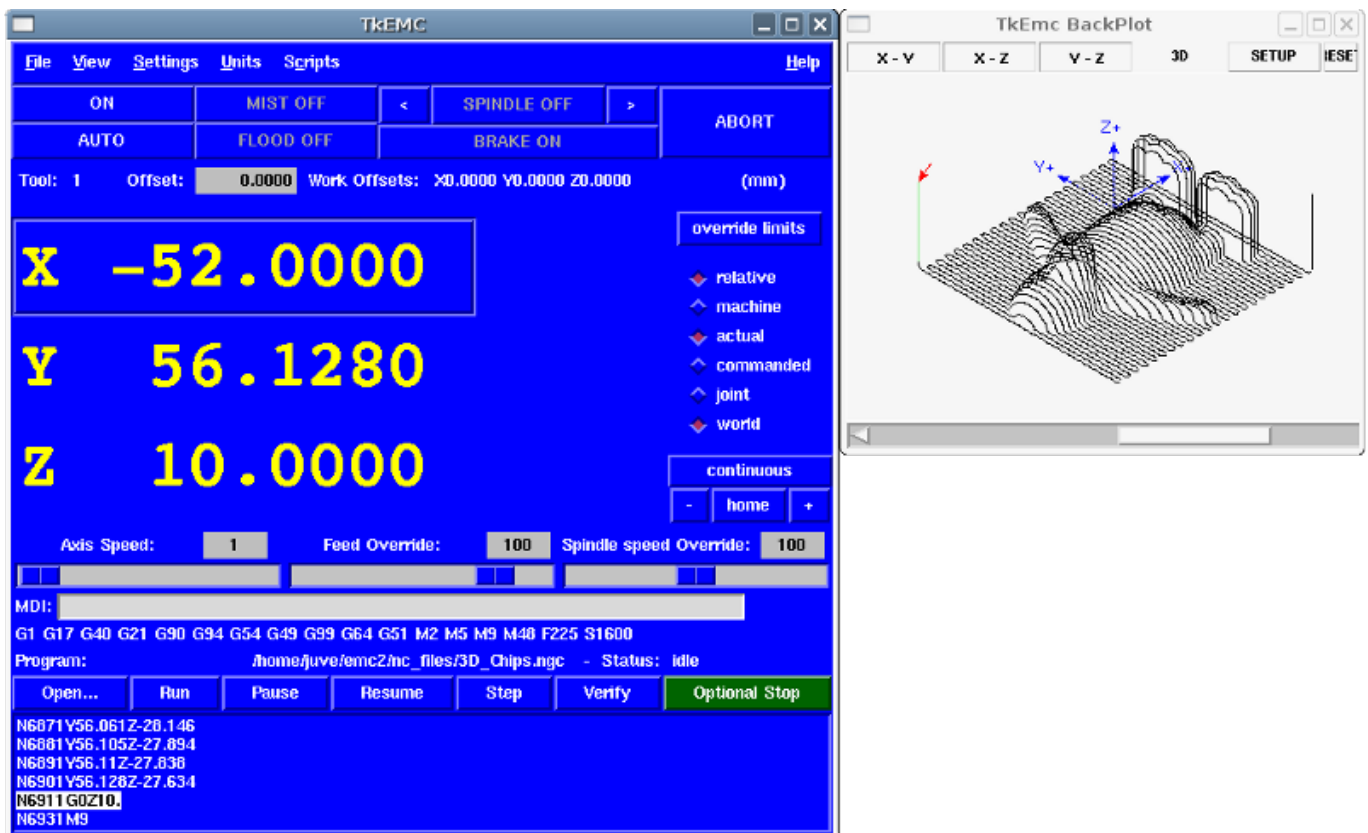 TkEMC
File View Settings Units Scripts Help
ON MIST OFF < SPINDLE OFF > ABORT
AUTO FLOOD OFF BRAKE ON
Tool: 1 Offset: 0.0000 Work Offsets: X0.0000 Y0.0000 Z0.0000 (mm)
override limits
X -52.0000
relative
machine
Y 56.1280
actual
commanded
joint
world
Z 10.0000
continuous
- home +
Axis Speed: 1 Feed Override: 100 Spindle speed Override: 100
MDI:
G1 G17 G40 G21 G90 G94 G54 G49 G99 G64 G51 M2 M5 M9 M48 F225 S1600
Program: /home/juve/emc2/nc_files/3D_Chips.ngc - Status: idle
Open... Run Pause Resume Step Verify Optional Stop
N6871Y56.061Z-28.146
N6881Y56.105Z-27.894
N6891Y56.11Z-27.838
N6901Y56.128Z-27.634
N6911G0Z10.
N6931M9
TkEmc BackPlot
X - Y X - Z Y - Z 3D SETUP
Z+
Y+ X+